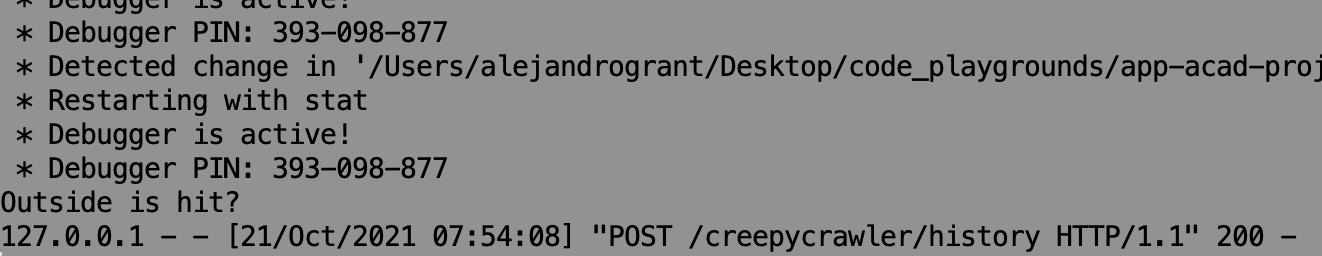 * Debugger is active!
* Debugger PIN: 393-098-877
* Detected change in '/Users/alejandrogrant/Desktop/code_playgrounds/app-acad-proj
* Restarting with stat
* Debugger is active!
* Debugger PIN: 393-098-877
Outside is hit?
127.0.0.1 - - [21/Oct/2021 07:54:08] "POST /creepycrawler/history HTTP/1.1" 200 -